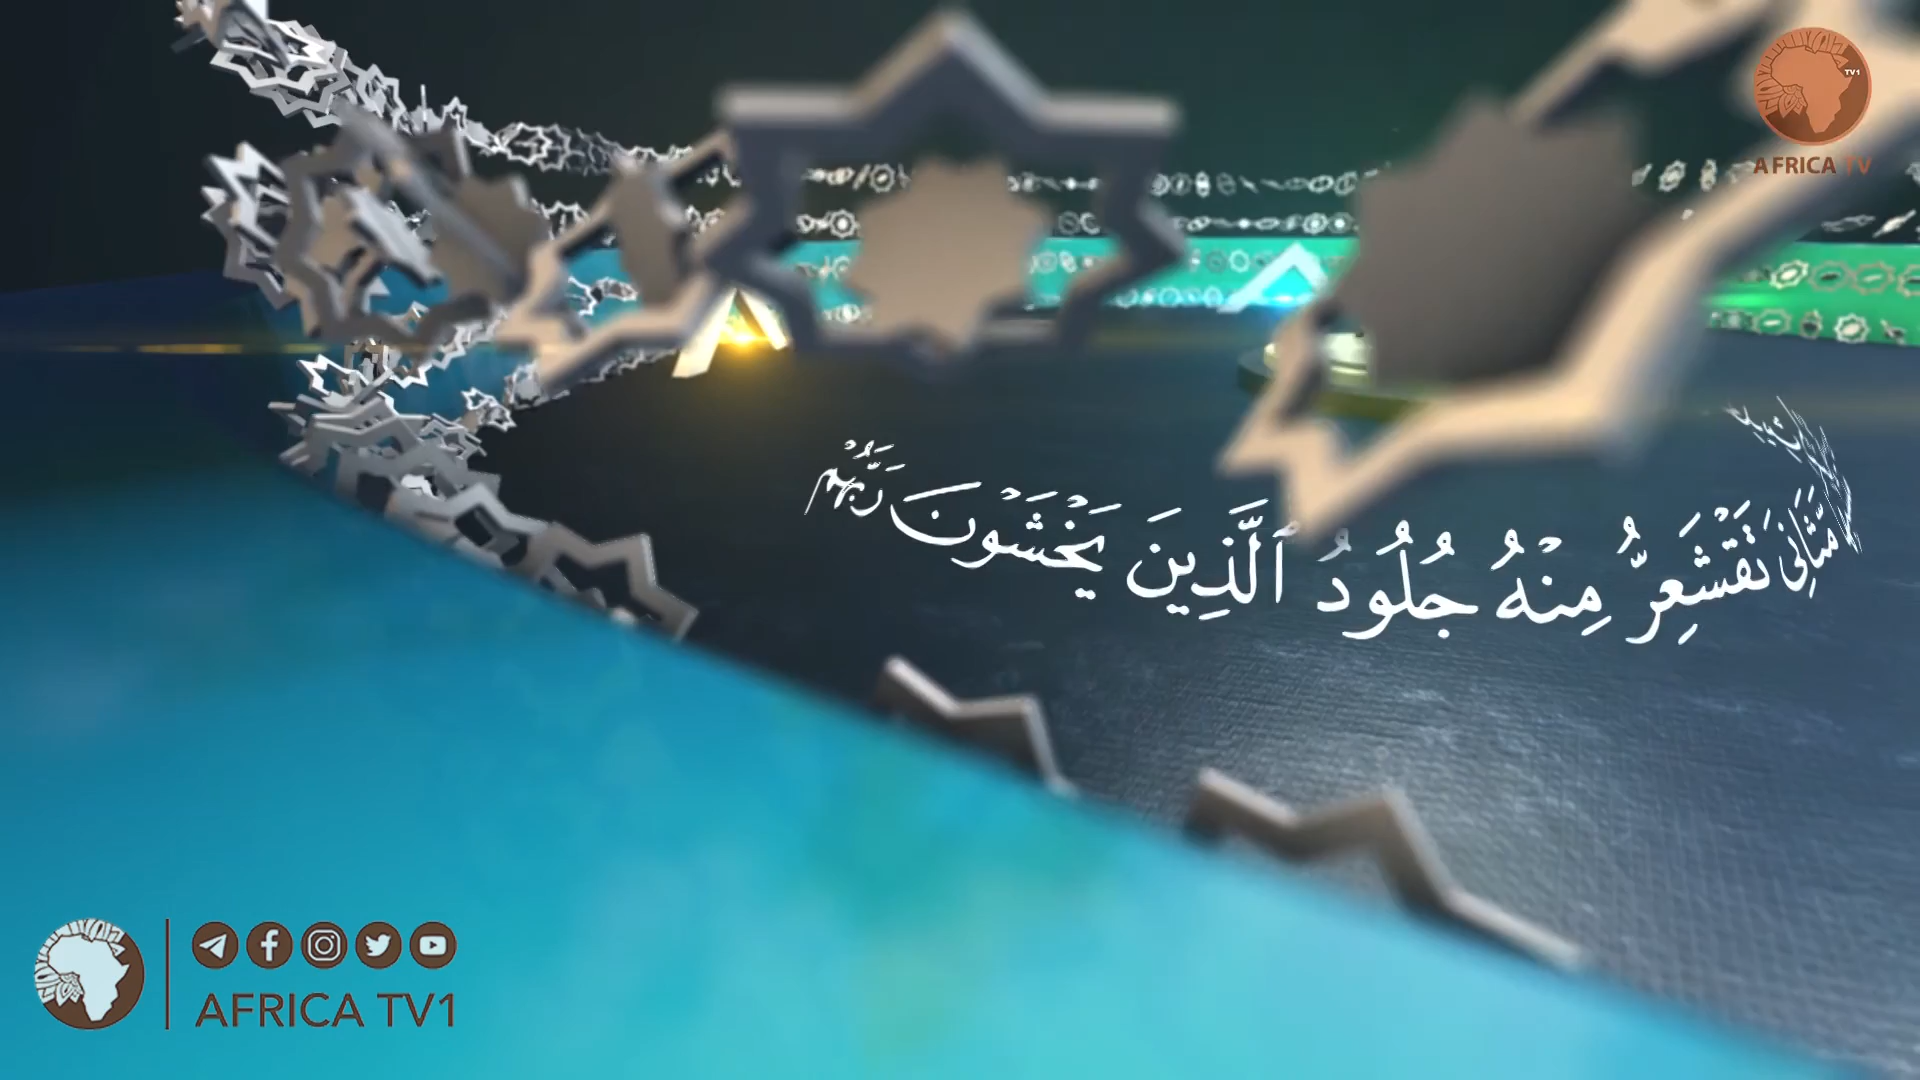 TV1
AFRICA TV
مَّثَانِىَ تَقْشَعِرُّ مِنْهُ جُلُودُ ٱلَّذِينَ يَخْشَوْنَ رَبَّهُمْ
AFRICA TV1